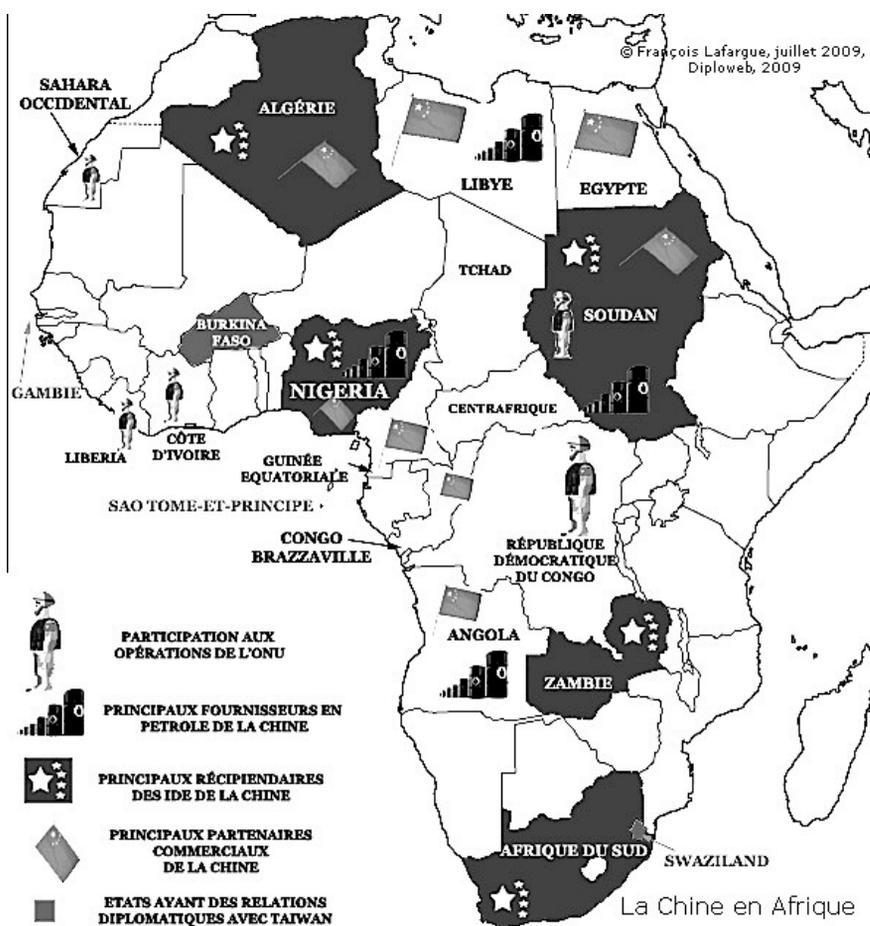 © François Lafargue, juillet 2009,
Diploweb, 2009
SAHARA
OCCIDENTAL
ALGÉRIE
LIBYE
EGYPTE
TCHAD
SOUDAN
BURKINA
FASO
NIGERIA
GAMBIE
CENTRAFRIQUE
LIBERIA
CÔTE
D'IVOIRE
GUINÉE
EQUATORIALE
SAO TOME-ET-PRINCIPE
CONGO
BRAZZAVILLE
RÉPUBLIQUE
DÉMOCRATIQUE
DU CONGO
ANGOLA
ZAMBIE
AFRIQUE DU SUD
SWAZILAND
PARTICIPATION AUX
OPÉRATIONS DE L'ONU
PRINCIPAUX FOURNISSEURS EN
PETROLE DE LA CHINE
PRINCIPAUX RÉCIPIENDAIRES
DES IDE DE LA CHINE
PRINCIPAUX PARTENAIRES
COMMERCIAUX
DE LA CHINE
ETATS AYANT DES RELATIONS
DIPLOMATIQUES AVEC TAIWAN
La Chine en Afrique